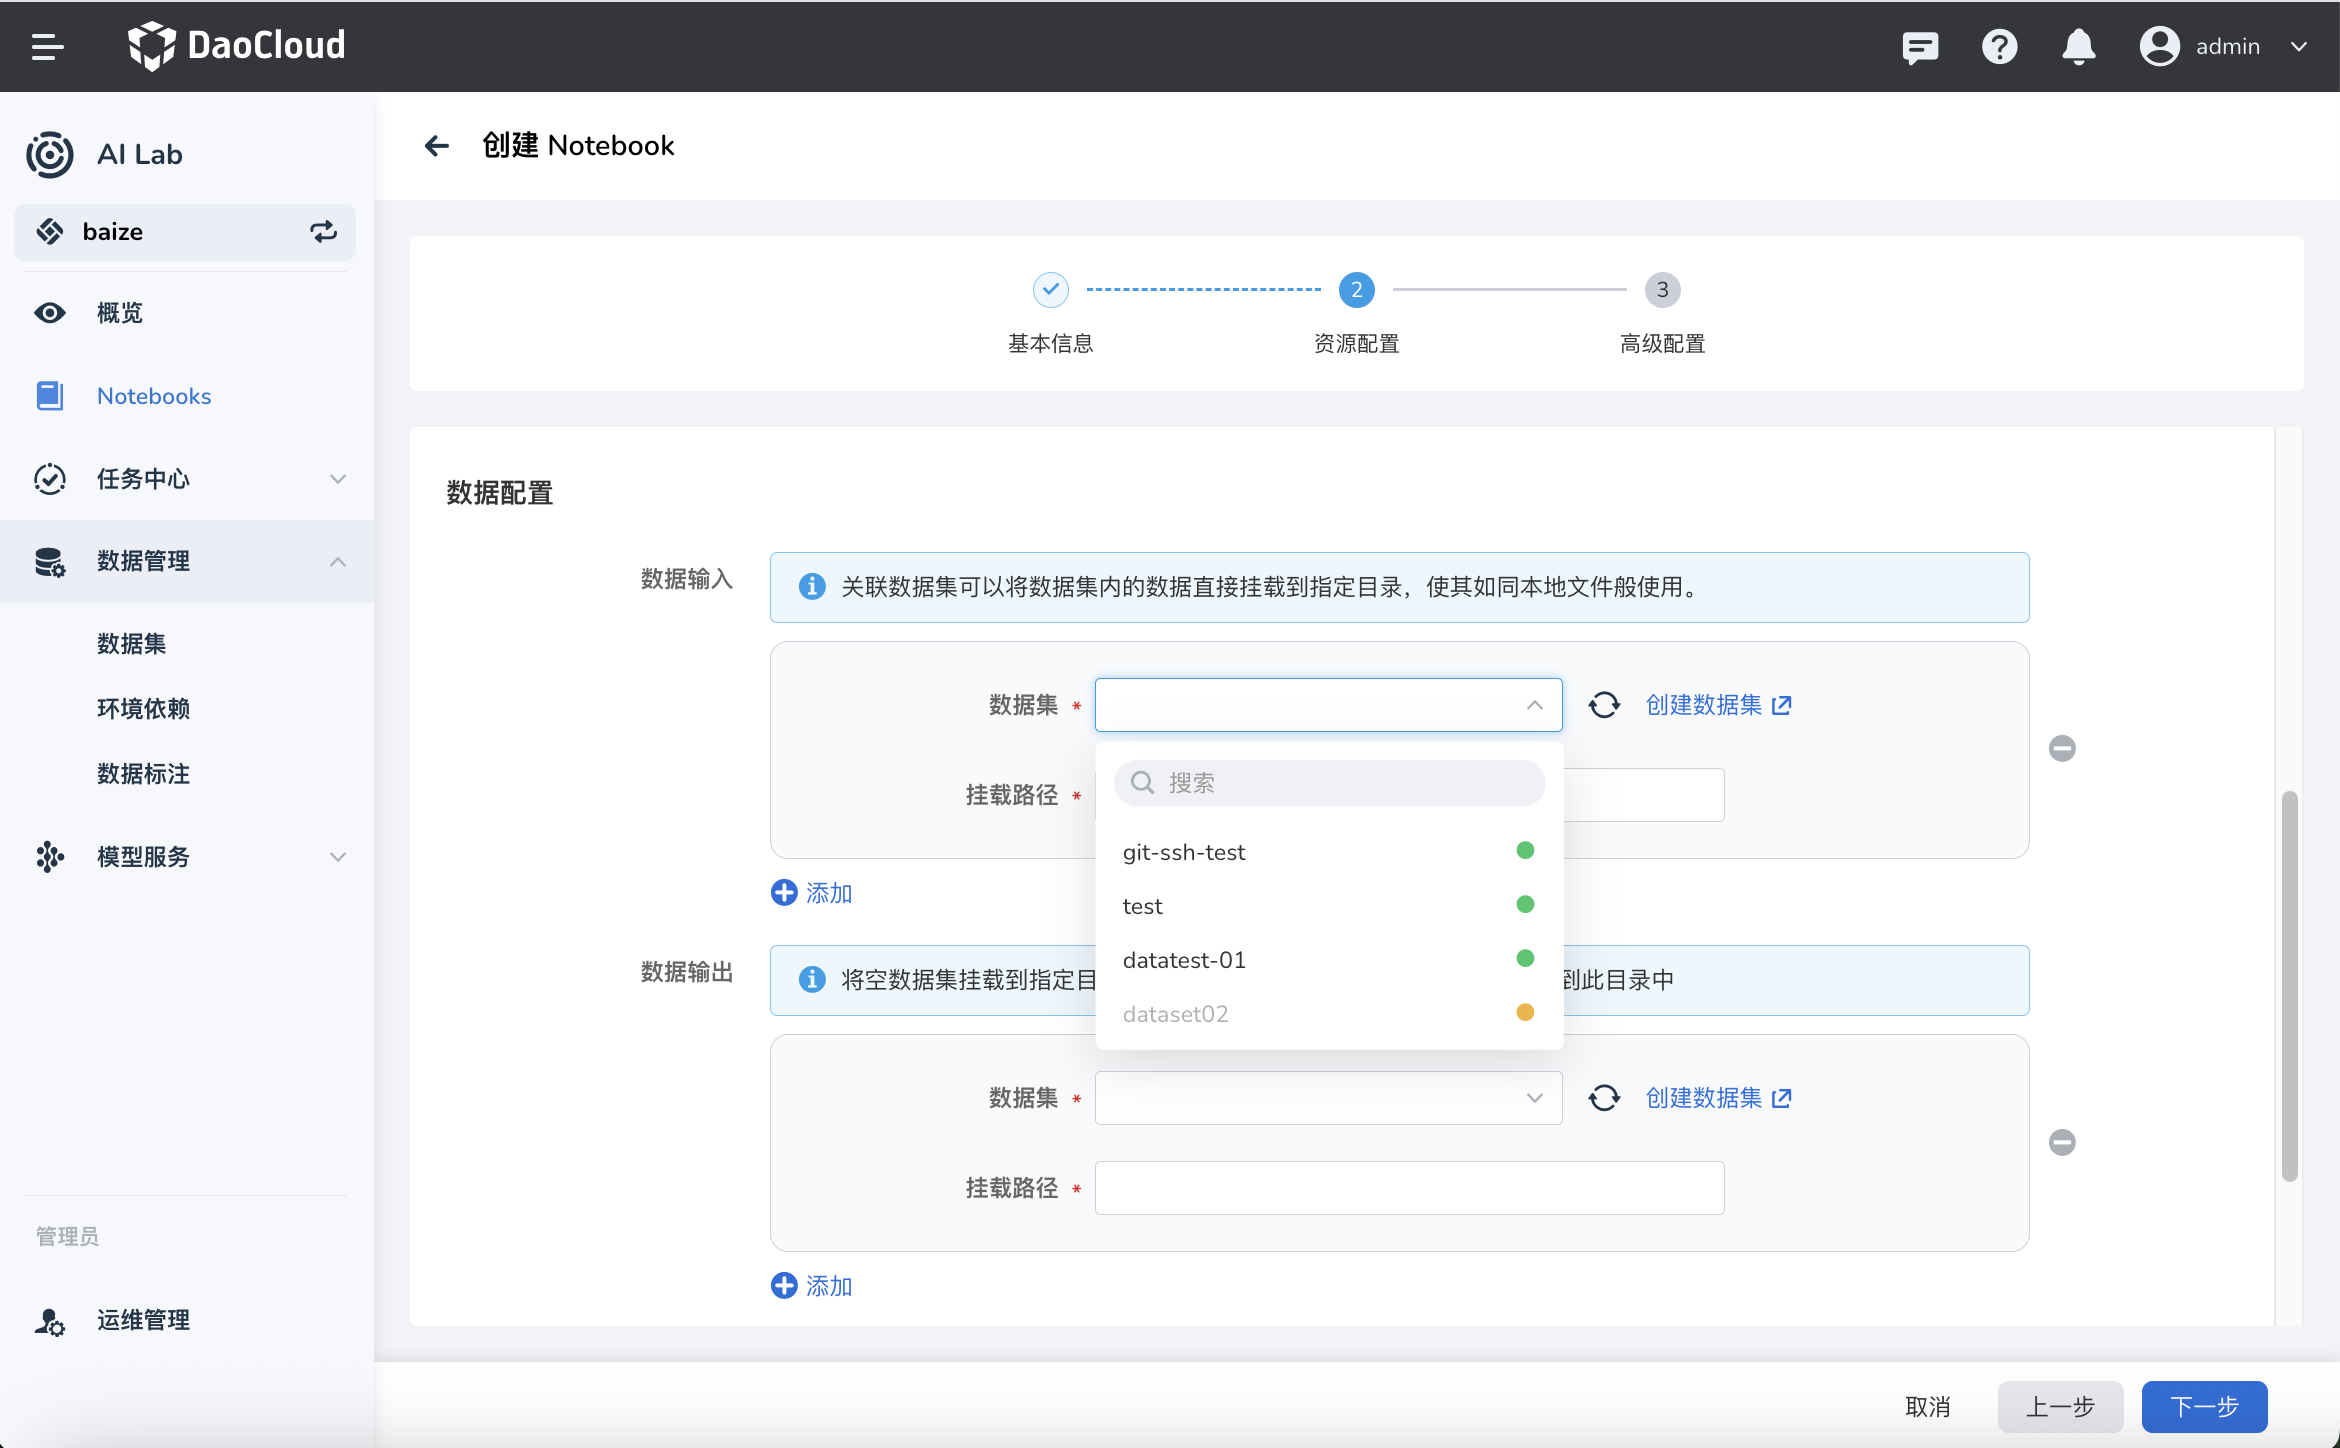 DaoCloud
admin
AI Lab
baize
概览
Notebooks
任务中心
数据管理
数据集
环境依赖
数据标注
模型服务
管理员
运维管理
创建 Notebook
2
3
基本信息
资源配置
高级配置
数据配置
数据输入
关联数据集可以将数据集内的数据直接挂载到指定目录，使其如同本地文件般使用。
数据集 *
创建数据集
挂载路径 *
搜索
git-ssh-test
test
datatest-01
dataset02
添加
数据输出
将空数据集挂载到指定目
到此目录中
数据集 *
创建数据集
挂载路径 *
添加
取消
上一步
下一步